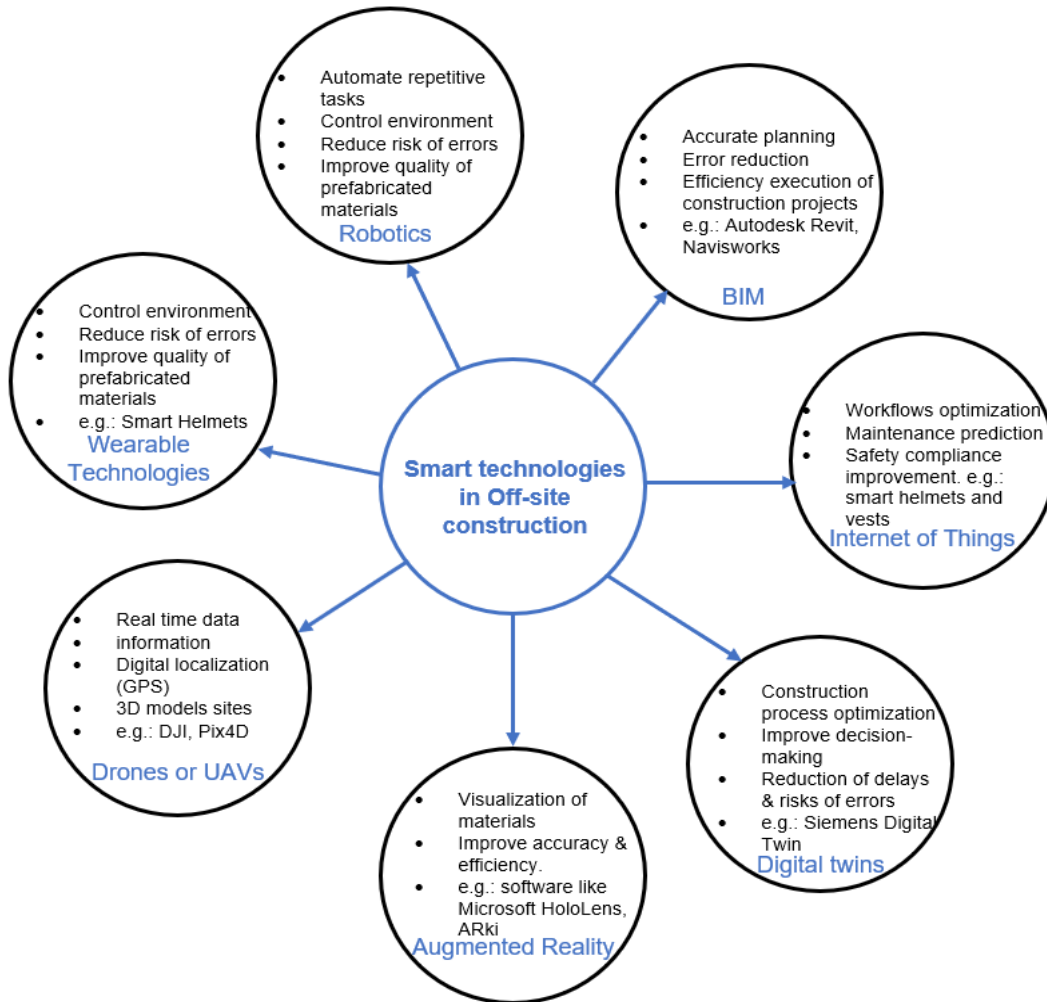 • Automate repetitive
tasks
• Control environment
• Reduce risk of errors
• Improve quality of
prefabricated
materials
Robotics
• Accurate planning
• Error reduction
• Efficiency execution of
construction projects
• e.g.: Autodesk Revit,
Navisworks
BIM
• Control environment
• Reduce risk of errors
• Improve quality of
prefabricated
materials
• e.g.: Smart Helmets
Wearable
Technologies
Smart technologies
in Off-site
construction
• Workflows optimization
• Maintenance prediction
• Safety compliance
improvement. e.g.:
smart helmets and
vests
Internet of Things
• Real time data
• information
• Digital localization
(GPS)
• 3D models sites
• e.g.: DJI, Pix4D
Drones or UAVs
• Visualization of
materials
• Improve accuracy &
efficiency.
• e.g.: software like
Microsoft HoloLens,
ARki
Augmented Reality
• Construction
process optimization
• Improve decision-
making
• Reduction of delays
& risks of errors
• e.g.: Siemens Digital
Twin
Digital twins